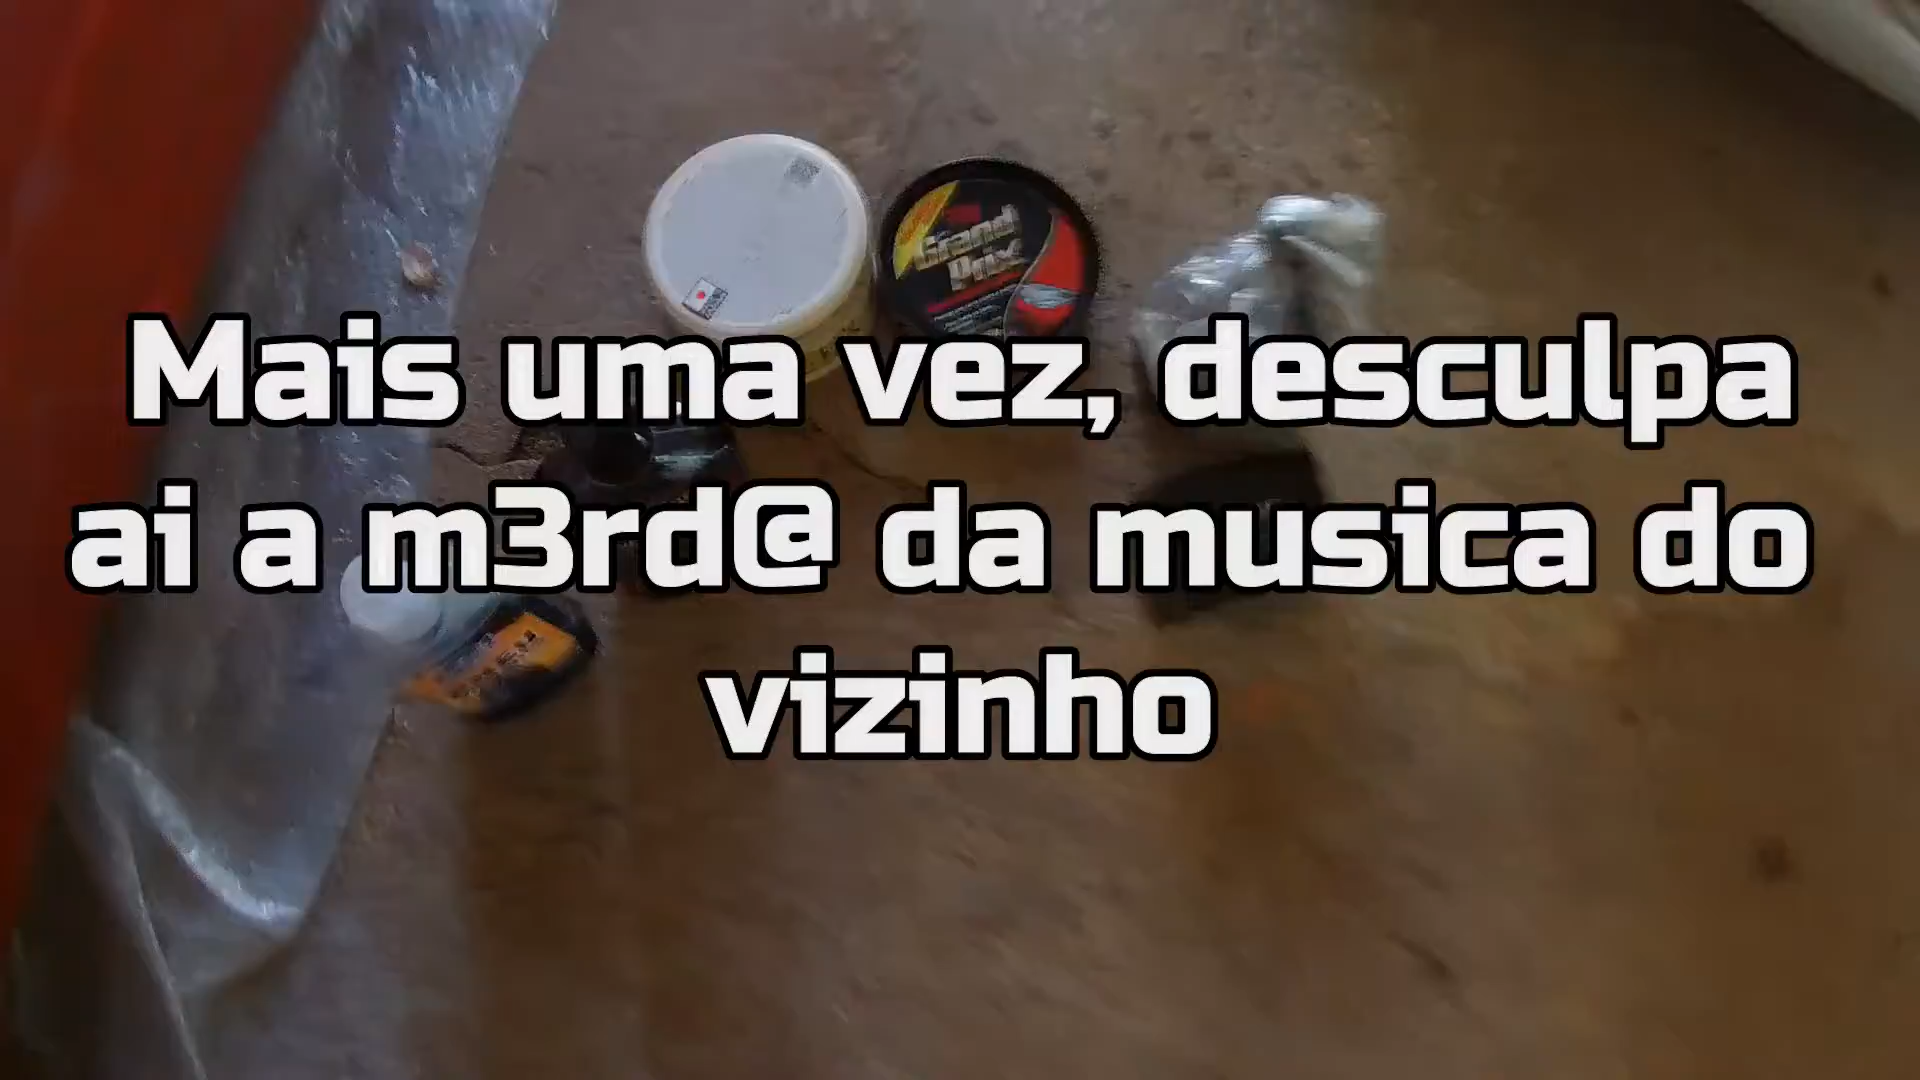 Grand
Prix
Mais uma vez, desculpa
ai a m3rd@ da musica do
vizinho